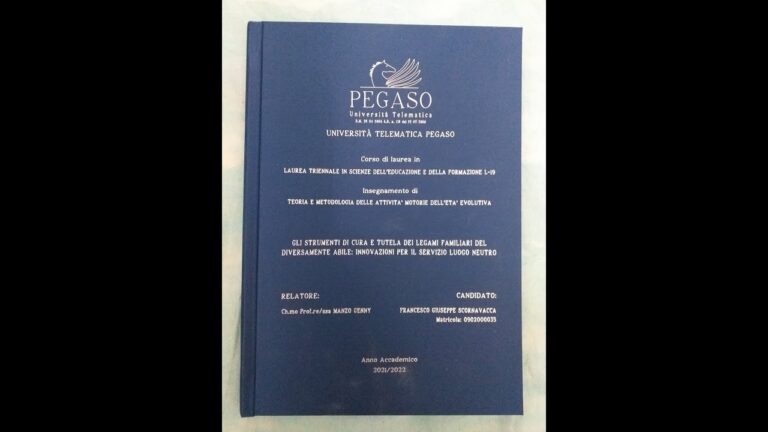 PEGASO
Università Telematica
UNIVERSITÀ TELEMATICA PEGASO
Corso di laurea in
LAUREA TRIENNALE IN SCIENZE DELL'EDUCAZIONE E DELLA FORMAZIONE L-19
Insegnamento di
TEORIA E METODOLOGIA DELLE ATTIVITA' MOTORIE DELL'ETA' EVOLUTIVA
GLI STRUMENTI DI CURA E TUTELA DEI LEGAMI FAMILIARI DEL
DIVERSAMENTE ABILE: INNOVAZIONI PER IL SERVIZIO LUOGO NEUTRO
RELATORE:
Ch.mo Prof.re/ssa MANZO GENNY
CANDIDATO:
FRANCESCO GIUSEPPE SCORNAVACCA
Matricola: 0902000035
Anno Accademico
2021/2022